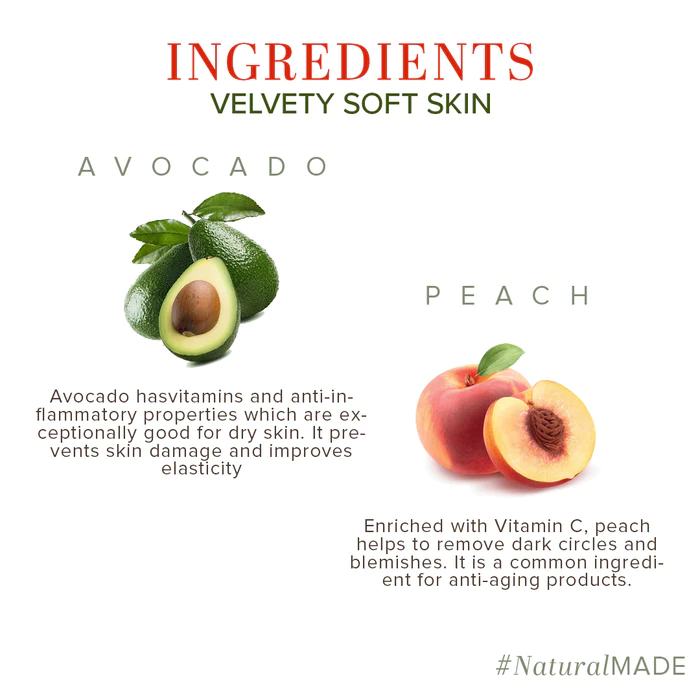 INGREDIENTS
VELVETY SOFT SKIN
AVOCADO
Avocado hasvitamins and anti-in-
flammatory properties which are ex-
ceptionally good for dry skin. It pre-
vents skin damage and improves
elasticity
PEACH
Enriched with Vitamin C, peach
helps to remove dark circles and
blemishes. It is a common ingredi-
ent for anti-aging products.
#NaturalMADE